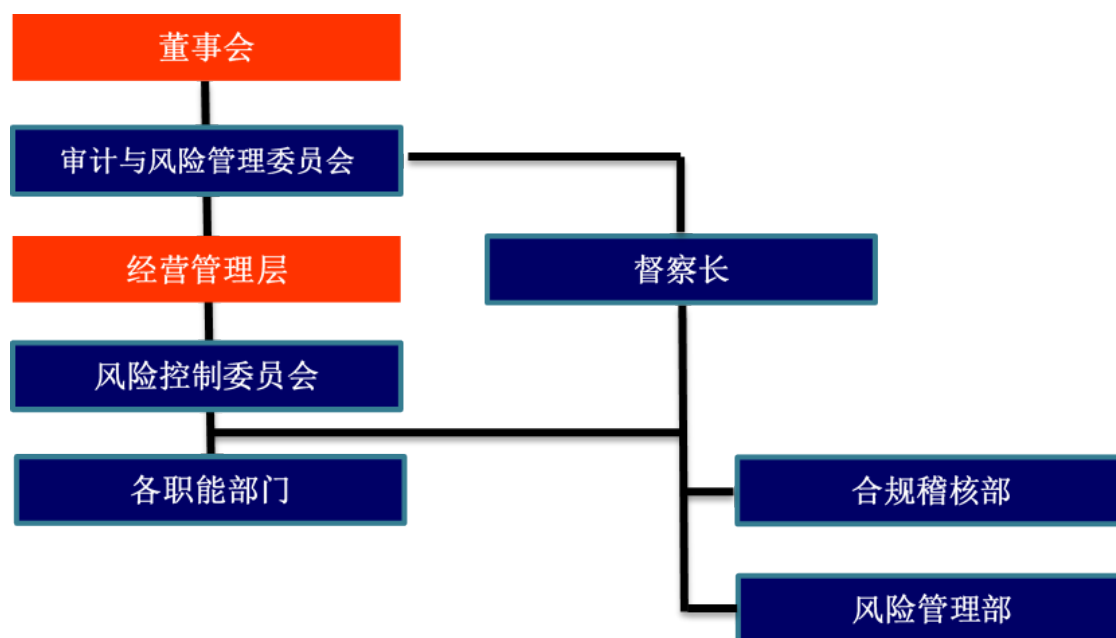 董事会
审计与风险管理委员会
经营管理层
督察长
风险控制委员会
各职能部门
合规稽核部
风险管理部